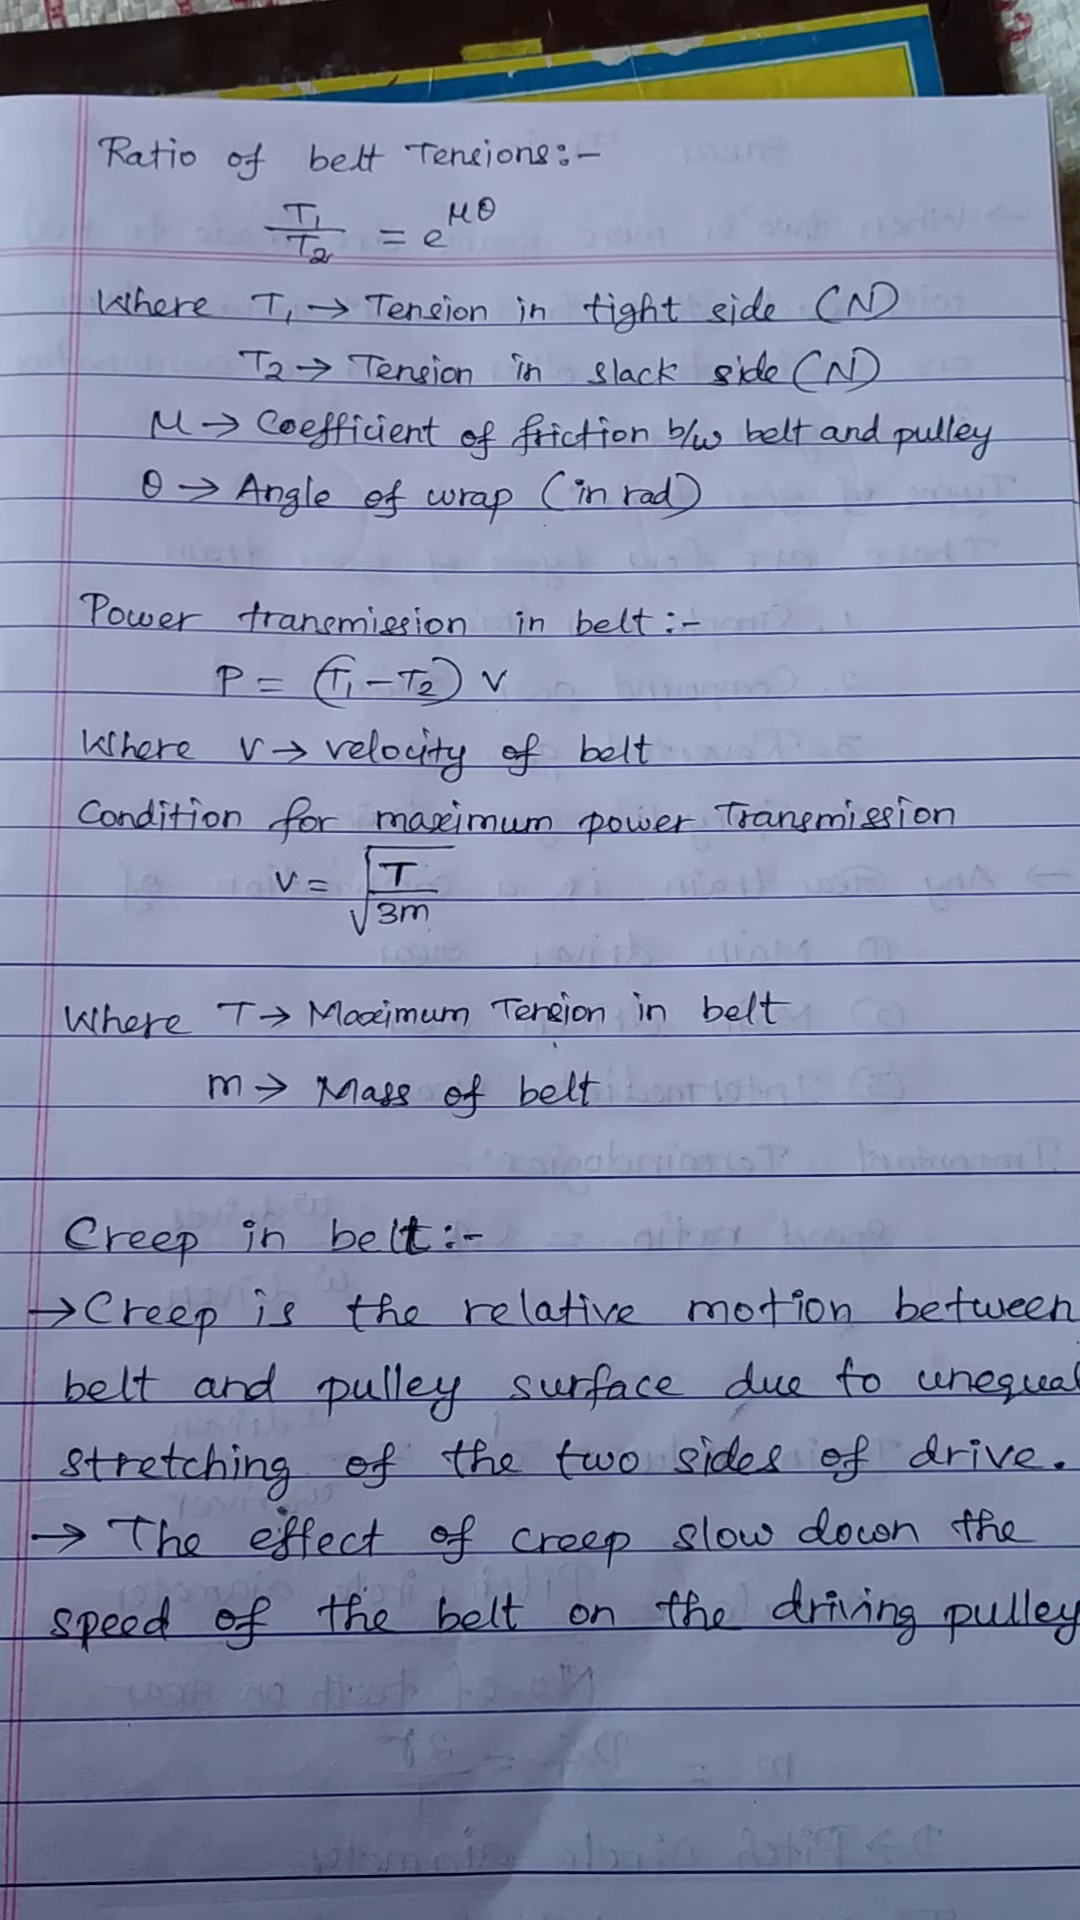 Ratio of belt Tensions:-
T₁/T₂ = e^μθ
Where T₁ → Tension in tight side (N)
T₂ → Tension in slack side (N)
μ → Coefficient of friction b/w belt and pulley
θ → Angle of wrap (in rad)
Power transmission in belt :-
P = (T₁ - T₂) v
Where v → velocity of belt
Condition for maximum power Transmission
v = √(T/3m)
Where T → Maximum Tension in belt
m → Mass of belt
Creep in belt :-
→ Creep is the relative motion between
belt and pulley surface due to unequal
stretching of the two sides of drive.
→ The effect of creep slow down the
speed of the belt on the driving pulley